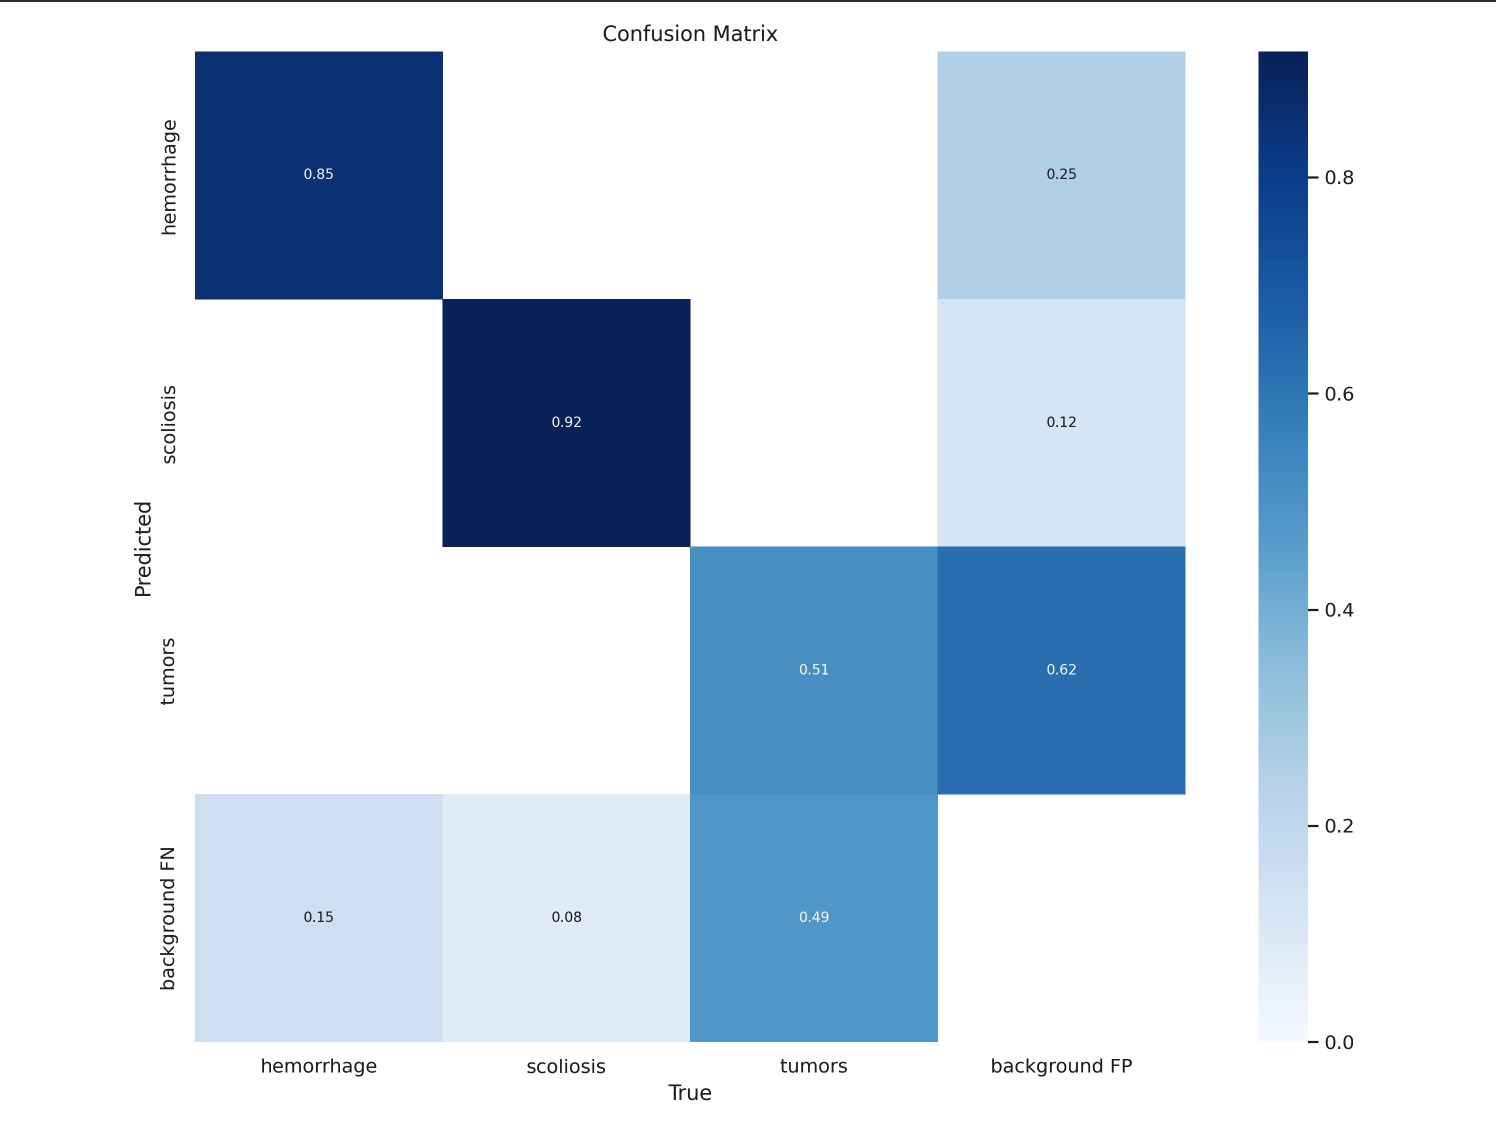 Confusion Matrix
hemorrhage
0.85
0.25
0.8
scoliosis
0.92
0.12
0.6
Predicted
tumors
0.51
0.62
0.4
background FN
0.15
0.08
0.49
0.2
0.0
hemorrhage
scoliosis
tumors
background FP
True